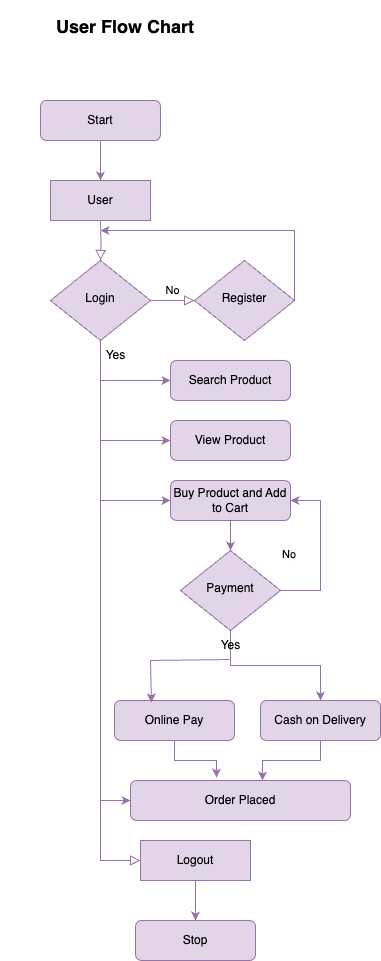 User Flow Chart
Start
User
Login
No
Register
Yes
Search Product
View Product
Buy Product and Add
to Cart
No
Payment
Yes
Online Pay
Cash on Delivery
Order Placed
Logout
Stop